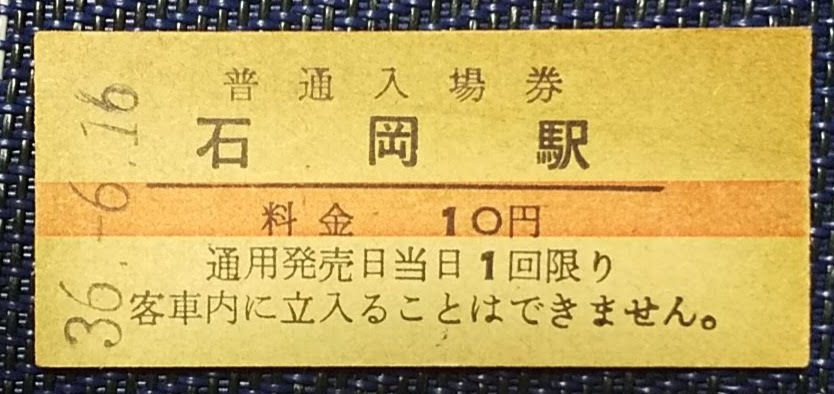 普通入場券
石岡駅
料金 10円
通用発売日当日1回限り
客車内に立入ることはできません。
36.-6.16